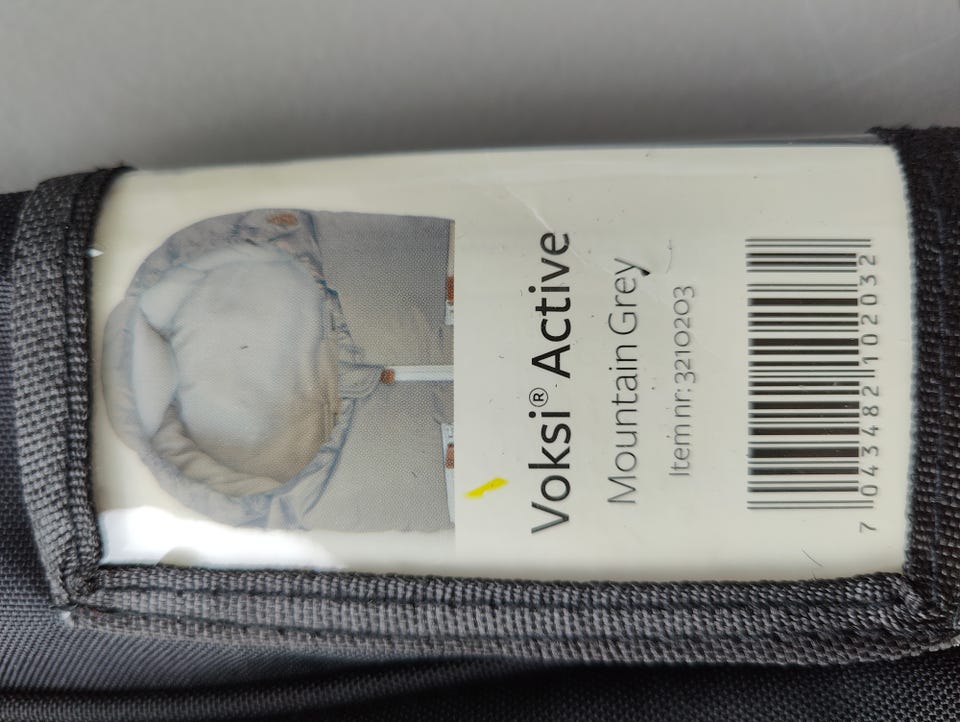 Voksi® Active
Mountain Grey
Item nr: 3210203
7 043482 102032